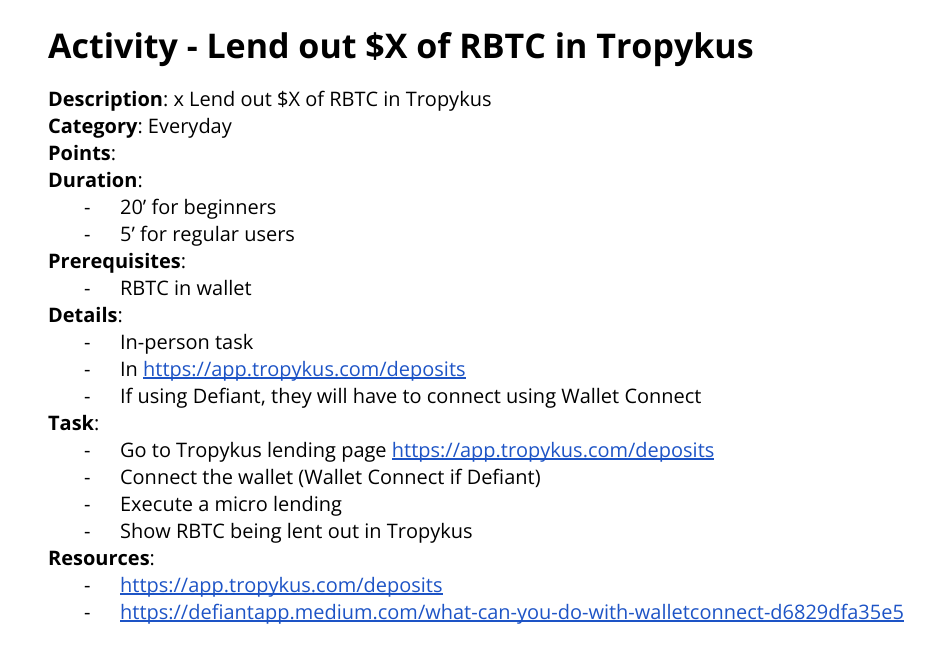 Activity - Lend out $X of RBTC in Tropykus
Description: x Lend out $X of RBTC in Tropykus
Category: Everyday
Points:
Duration:
- 20’ for beginners
- 5’ for regular users
Prerequisites:
- RBTC in wallet
Details:
- In-person task
- In https://app.tropykus.com/deposits
- If using Defiant, they will have to connect using Wallet Connect
Task:
- Go to Tropykus lending page https://app.tropykus.com/deposits
- Connect the wallet (Wallet Connect if Defiant)
- Execute a micro lending
- Show RBTC being lent out in Tropykus
Resources:
- https://app.tropykus.com/deposits
- https://defiantapp.medium.com/what-can-you-do-with-walletconnect-d6829dfa35e5